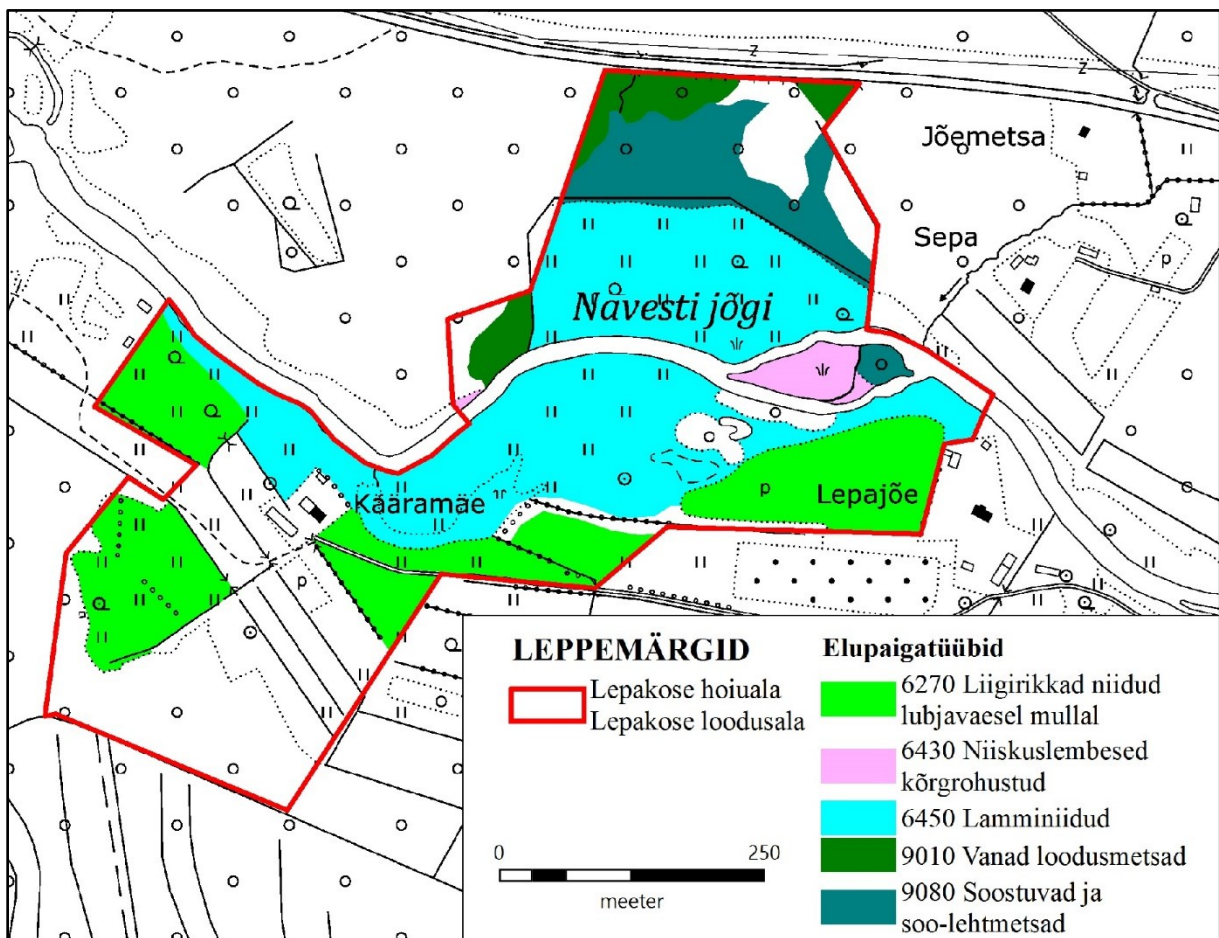 z
z
Jõemetsa
Sepa
p
Navesti jõgi
Kääramäe
p
Lepajõe
p
LEPPEMÄRGID
Lepakose hoiuala
Lepakose loodusala
0
250
meeter
Elupaigatüübid
6270 Liigirikkad niidud
lubjavaesel mullal
6430 Niiskuslembesed
kõrgrohustud
6450 Lamminiidud
9010 Vanad loodusmetsad
9080 Soostuvad ja
soo-lehtmetsad